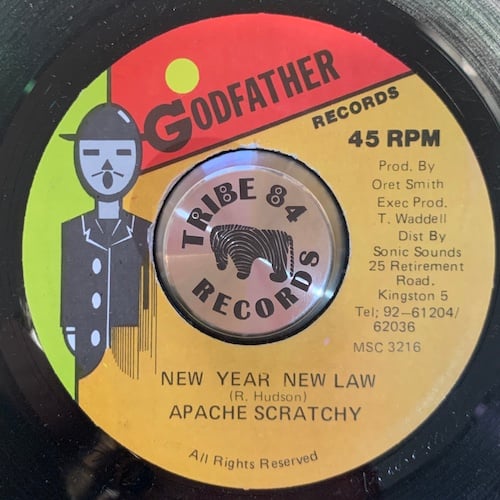 GODFATHER
RECORDS
45 RPM
Prod. By
Oret Smith
Exec Prod.
T. Waddell
Dist By
Sonic Sounds
25 Retirement
Road.
Kingston 5
Tel; 92-61204/
62036
MSC 3216
TRIBE 84
RECORDS
NEW YEAR NEW LAW
(R. Hudson)
APACHE SCRATCHY
All Rights Reserved